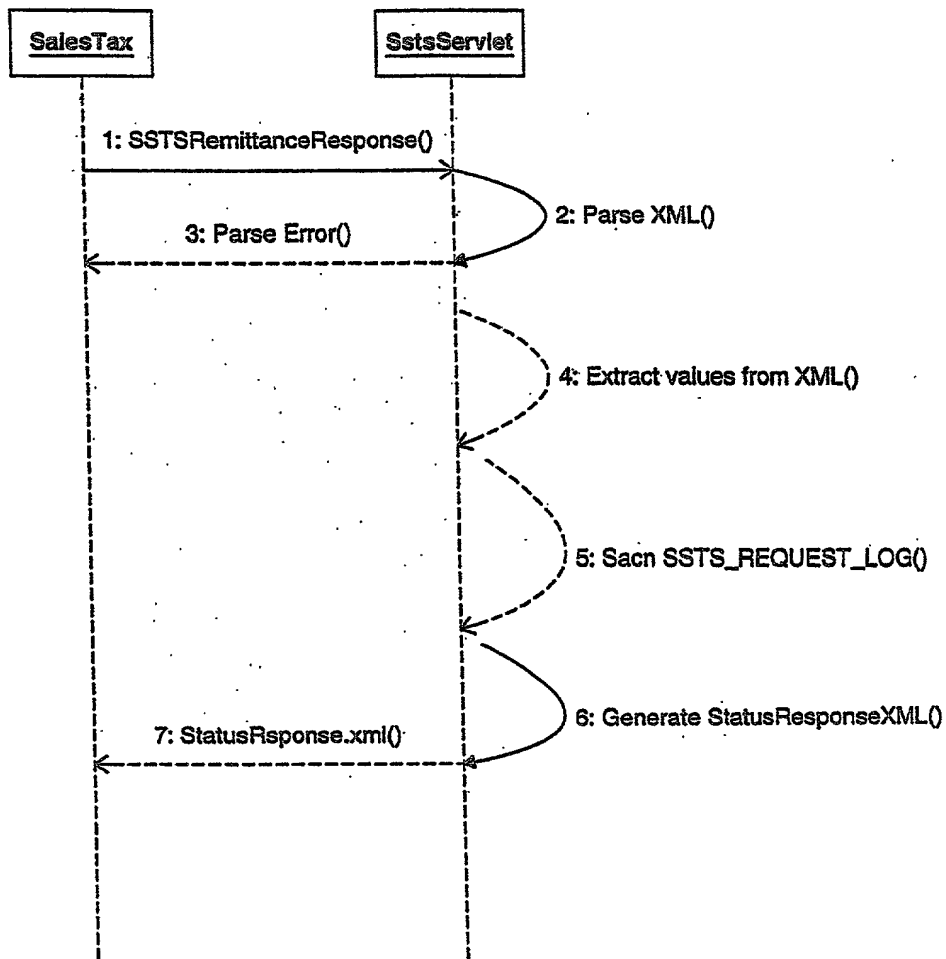 SalesTax
SstsServlet
1: SSTSRemittanceResponse()
2: Parse XML()
3: Parse Error()
4: Extract values from XML()
5: Sacn SSTS_REQUEST_LOG()
6: Generate StatusResponseXML()
7: StatusRsponse.xml()